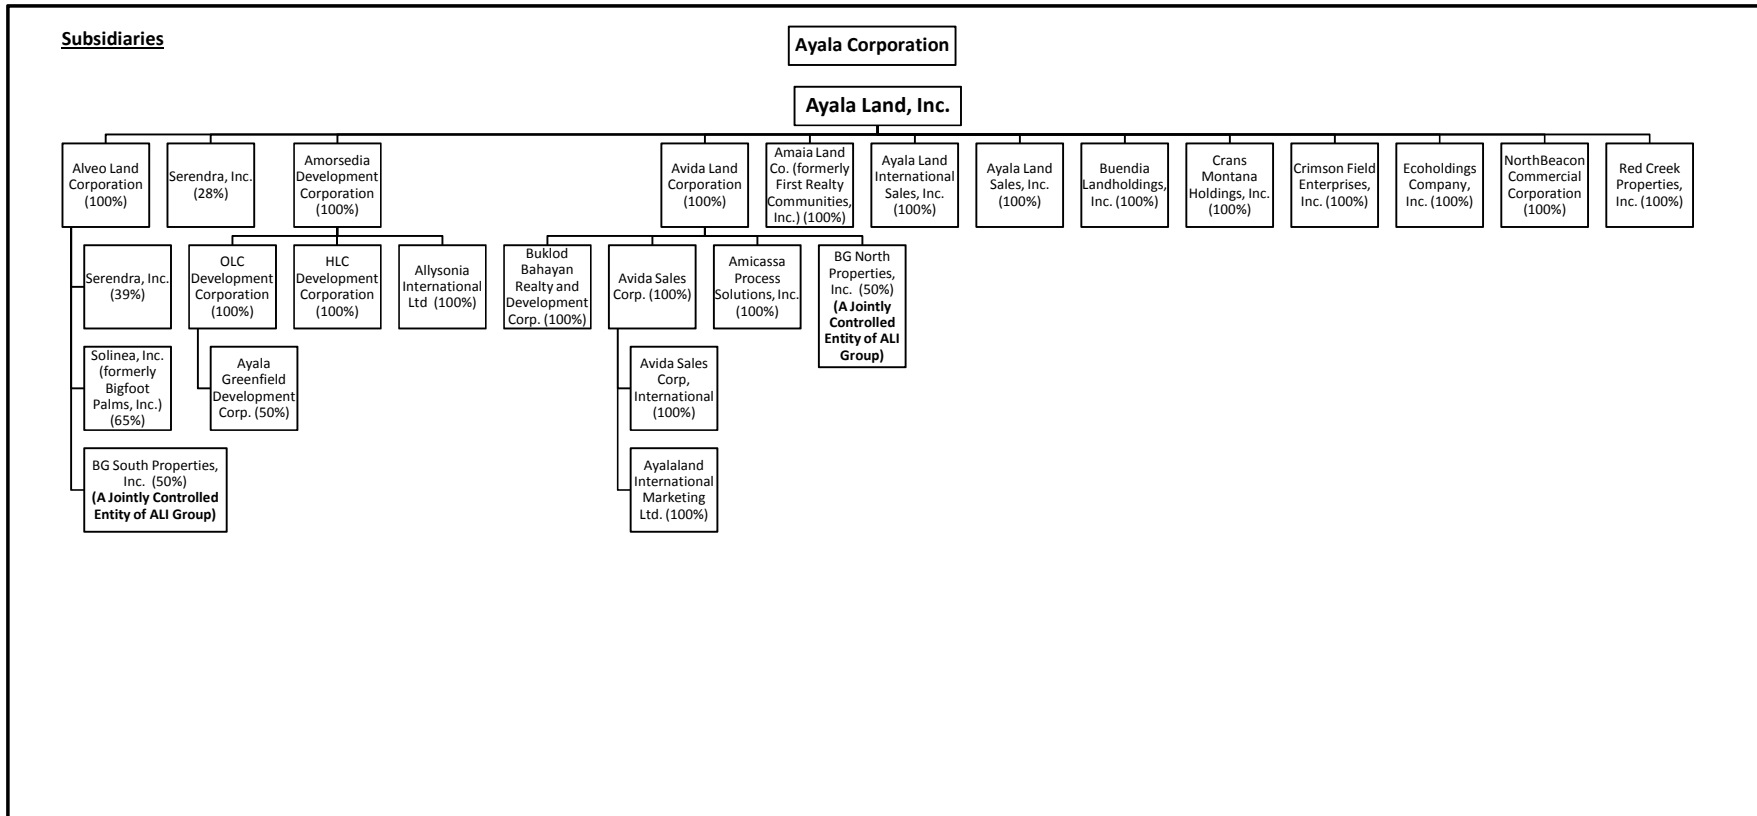 Subsidiaries
Ayala Corporation
Ayala Land, Inc.
Alveo Land
Corporation
(100%)
Serendra, Inc.
(28%)
Amorsedia
Development
Corporation
(100%)
Avida Land
Corporation
(100%)
Amaia Land
Co. (formerly
First Realty
Communities,
Inc.) (100%)
Ayala Land
International
Sales, Inc.
(100%)
Ayala Land
Sales, Inc.
(100%)
Buendia
Landholdings,
Inc. (100%)
Crans
Montana
Holdings, Inc.
(100%)
Crimson Field
Enterprises,
Inc. (100%)
Ecoholdings
Company,
Inc. (100%)
NorthBeacon
Commercial
Corporation
(100%)
Red Creek
Properties,
Inc. (100%)
Serendra, Inc.
(39%)
OLC
Development
Corporation
(100%)
HLC
Development
Corporation
(100%)
Allysonia
International
Ltd (100%)
Buklod
Bahayan
Realty and
Development
Corp. (100%)
Avida Sales
Corp. (100%)
Amicassa
Process
Solutions, Inc.
(100%)
BG North
Properties,
Inc. (50%)
(A Jointly
Controlled
Entity of ALI
Group)
Solinea, Inc.
(formerly
Bigfoot
Palms, Inc.)
(65%)
Ayala
Greenfield
Development
Corp. (50%)
Avida Sales
Corp,
International
(100%)
BG South Properties,
Inc. (50%)
(A Jointly Controlled
Entity of ALI Group)
Ayalaland
International
Marketing
Ltd. (100%)